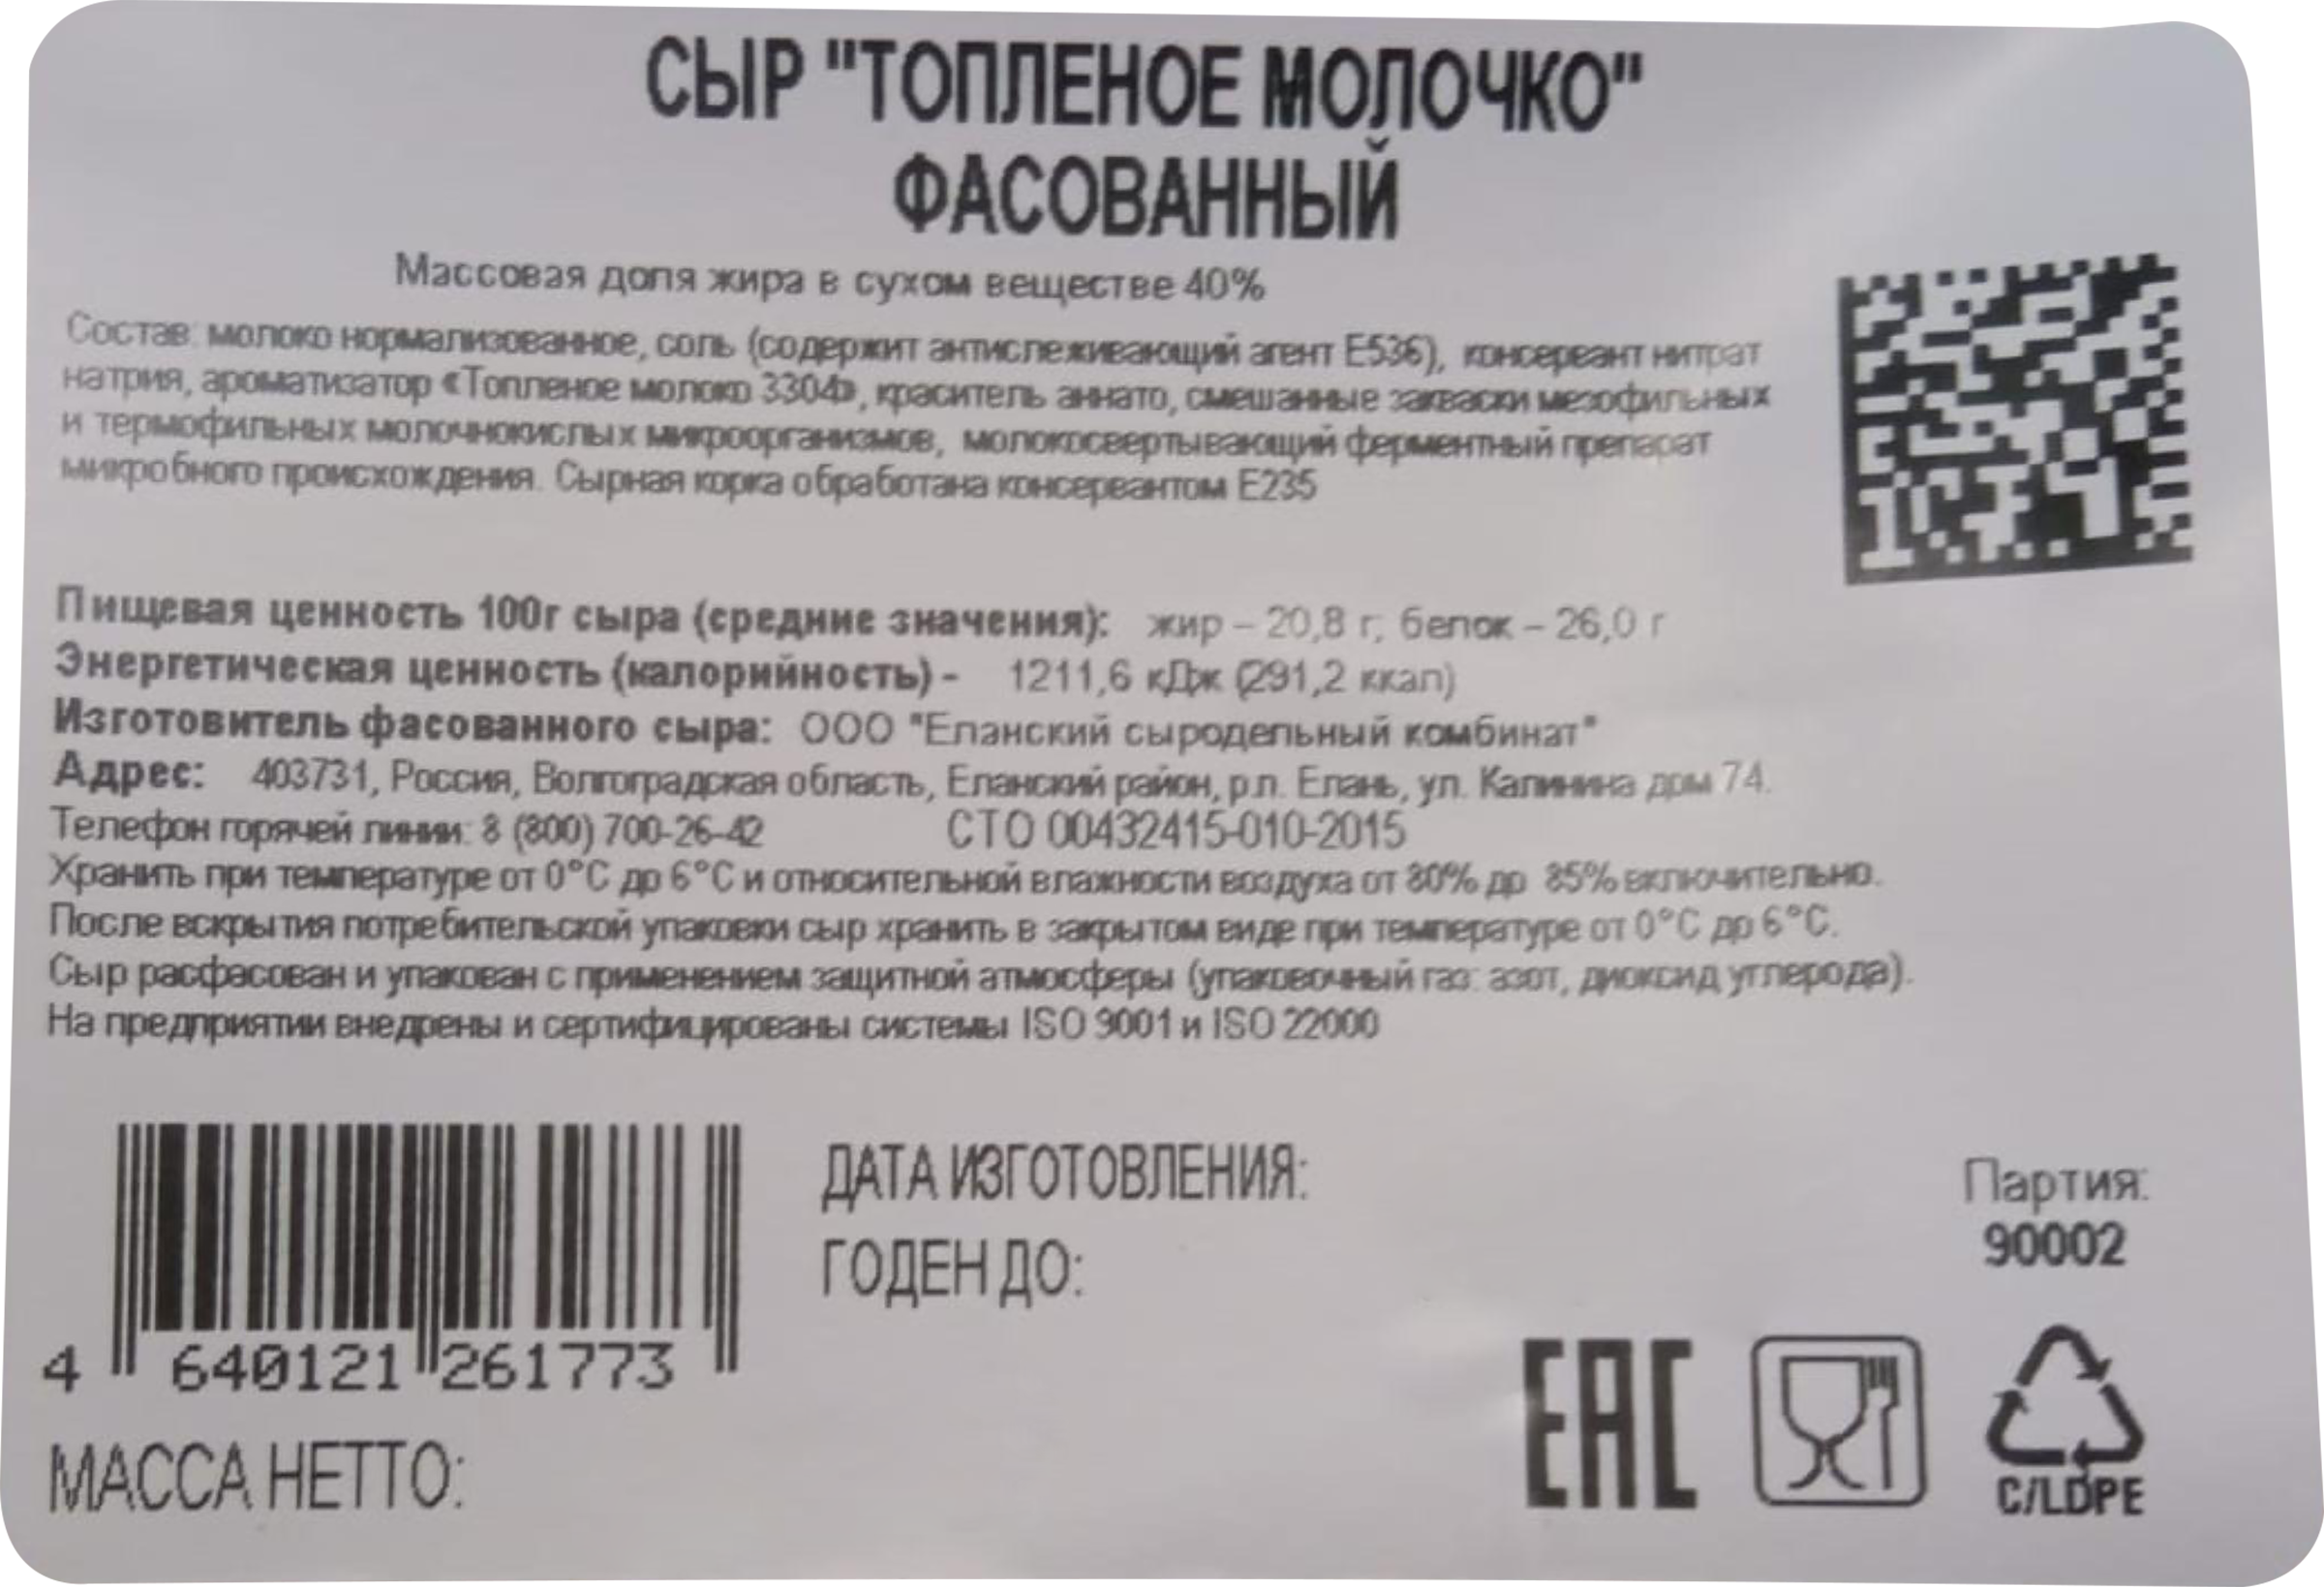 СЫР "ТОПЛЕНОЕ МОЛОЧКО"
ФАСОВАННЫЙ
Массовая доля жира в сухом веществе 40%
Состав: молоко нормализованное, соль (содержит антислеживающий агент Е536), консервант нитрат
натрия, ароматизатор «Топленое молоко 3304», краситель аннато, смешанные закваски мезофильных
и термофильных молочнокислых микроорганизмов, молокосвертывающий ферментный препарат
микробного происхождения. Сырная корка обработана консервантом Е235
Пищевая ценность 100г сыра (средние значения): жир – 20,8 г; белок – 26,0 г
Энергетическая ценность (калорийность) - 1211,6 кДж (291,2 ккал)
Изготовитель фасованного сыра: ООО "Еланский сыродельный комбинат"
Адрес: 403731, Россия, Волгоградская область, Еланский район, р.п. Елань, ул. Калинина дом 74.
Телефон горячей линии: 8 (800) 700-26-42 СТО 00432415-010-2015
Хранить при температуре от 0°С до 6°С и относительной влажности воздуха от 80% до 85% включительно.
После вскрытия потребительской упаковки сыр хранить в закрытом виде при температуре от 0°С до 6°С.
Сыр расфасован и упакован с применением защитной атмосферы (упаковочный газ: азот, диоксид углерода).
На предприятии внедрены и сертифицированы системы ISO 9001 и ISO 22000
ДАТА ИЗГОТОВЛЕНИЯ:
ГОДЕН ДО:
Партия:
90002
4 640121 261773
МАССА НЕТТО:
EAC
C/LDPE